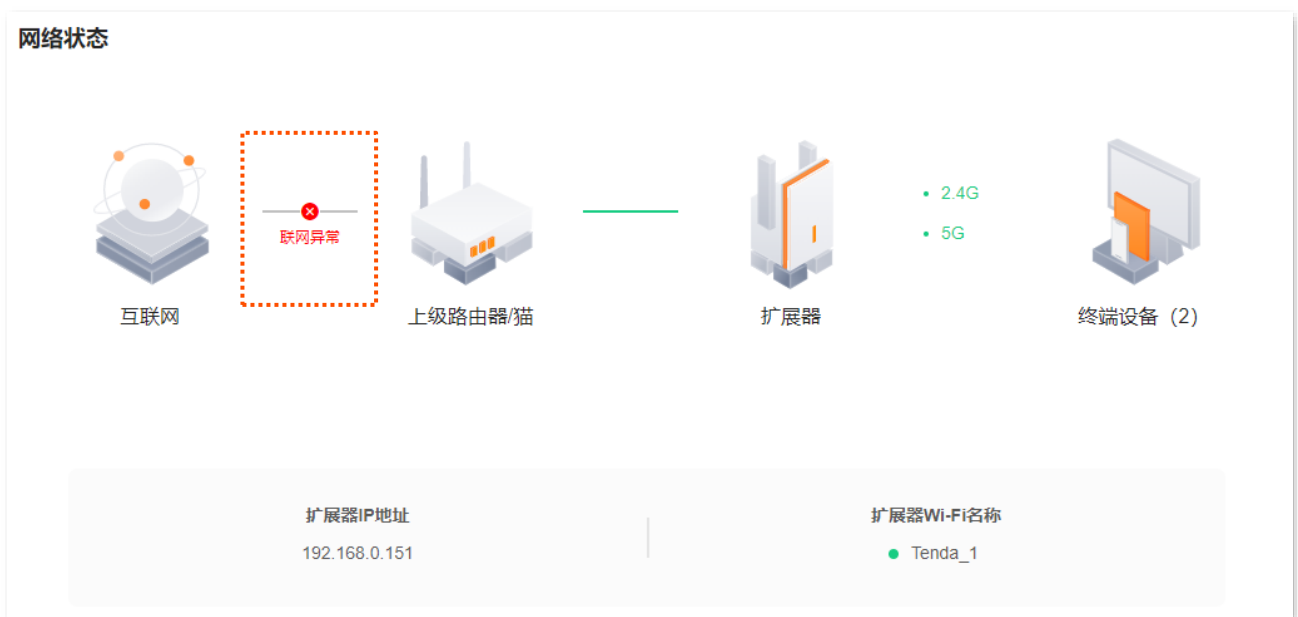 网络状态
联网异常
2.4G
5G
互联网
上级路由器/猫
扩展器
终端设备（2）
扩展器IP地址
扩展器Wi-Fi名称
192.168.0.151
Tenda_1